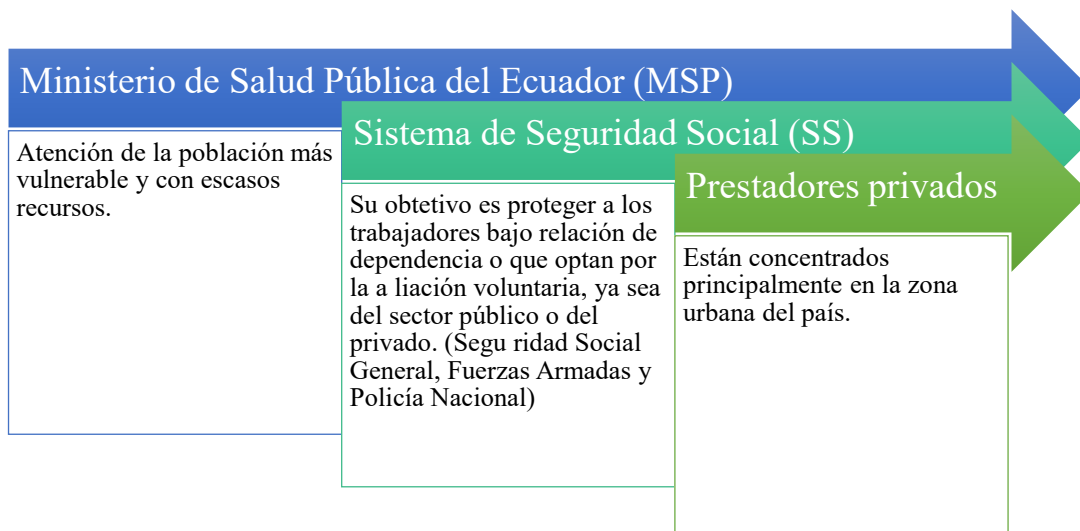 Ministerio de Salud Pública del Ecuador (MSP)
Atención de la población más
vulnerable y con escasos
recursos.
Sistema de Seguridad Social (SS)
Su obtetivo es proteger a los
trabajadores bajo relación de
dependencia o que optan por
la a liación voluntaria, ya sea
del sector público o del
privado. (Segu ridad Social
General, Fuerzas Armadas y
Policía Nacional)
Prestadores privados
Están concentrados
principalmente en la zona
urbana del país.